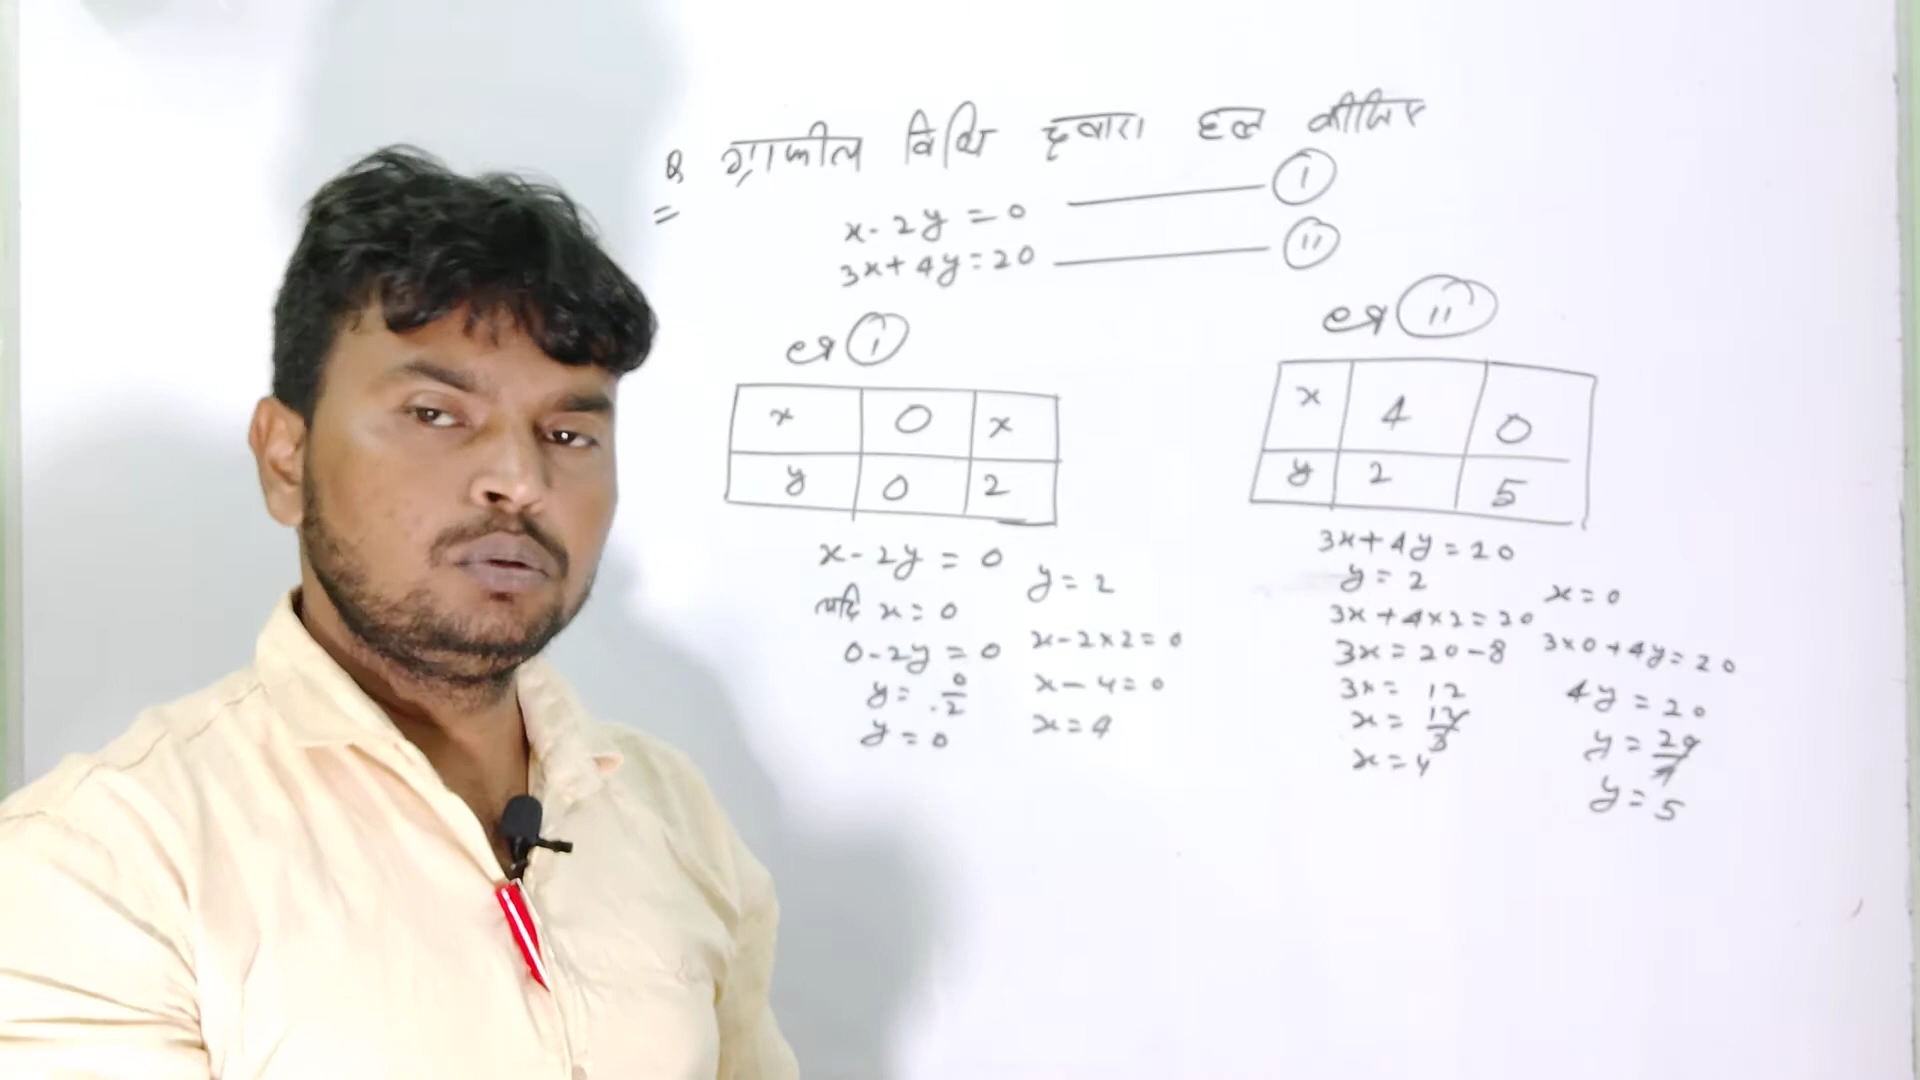 Q ग्राफीय विधि द्वारा हल कीजिए
x - 2y = 0 (i)
3x + 4y = 20 (ii)
(i)
x 0 x
y 0 2
x - 2y = 0
यदि x = 0
0 - 2y = 0
y = 0/-2
y = 0
y = 2
x - 2×2 = 0
x - 4 = 0
x = 4
(ii)
x 4 0
y 2 5
3x + 4y = 20
y = 2
3x + 4×2 = 20
3x = 20 - 8
3x = 12
x = 12/3
x = 4
x = 0
3×0 + 4y = 20
4y = 20
y = 20/4
y = 5